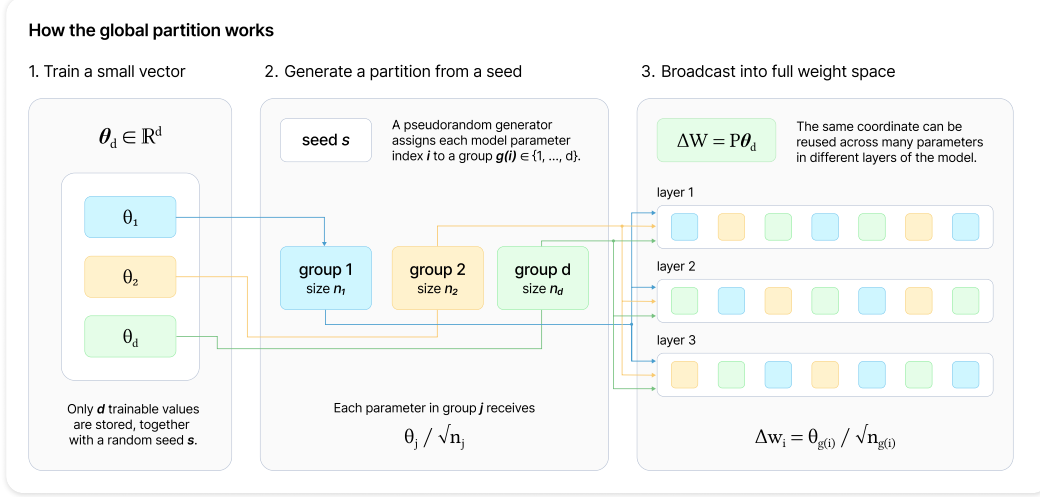 How the global partition works
1. Train a small vector
θd ∈ ℝd
θ1
θ2
θd
Only d trainable values
are stored, together
with a random seed s.
2. Generate a partition from a seed
seed s
A pseudorandom generator
assigns each model parameter
index i to a group g(i) ∈ {1, ..., d}.
group 1
size n1
group 2
size n2
group d
size nd
Each parameter in group j receives
θj / √nj
3. Broadcast into full weight space
ΔW = Pθd
The same coordinate can be
reused across many parameters
in different layers of the model.
layer 1
layer 2
layer 3
Δwi = θg(i) / √ng(i)